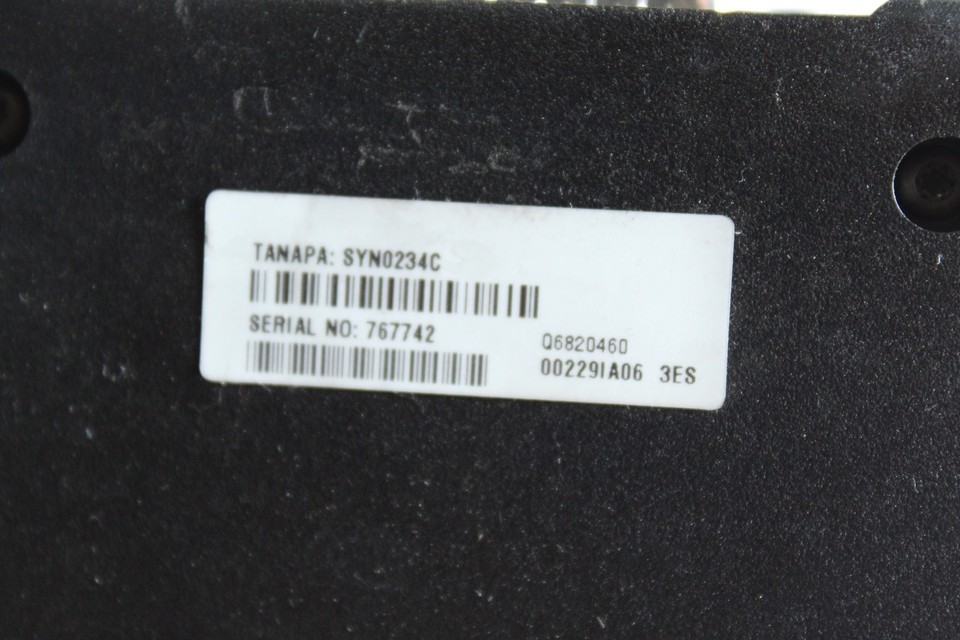 TANAPA: SYN0234C
SERIAL NO: 767742
Q6820460
00229IA06 3ES